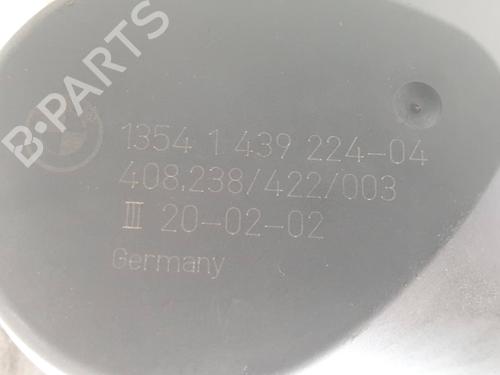 B-PARTS
1354 1 439 224-04
408.238/422/003
III 20-02-02
Germany